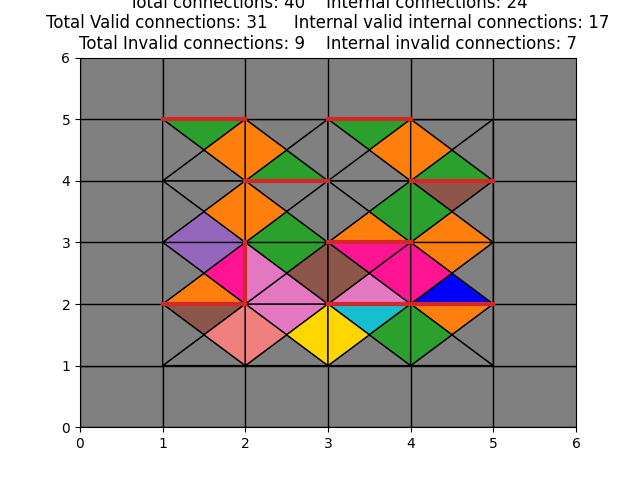 Total connections: 40    Internal connections: 24
Total Valid connections: 31     Internal valid internal connections: 17
Total Invalid connections: 9    Internal invalid connections: 7
6
5
4
3
2
1
0
0 1 2 3 4 5 6